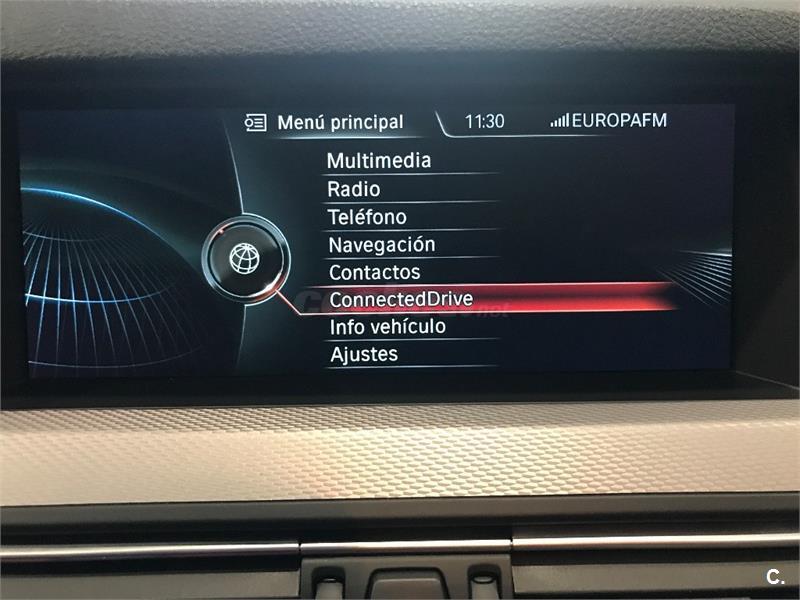 Menú principal 11:30 EUROPAFM
Multimedia
Radio
Teléfono
Navegación
Contactos
ConnectedDrive
Info vehículo
Ajustes
C.